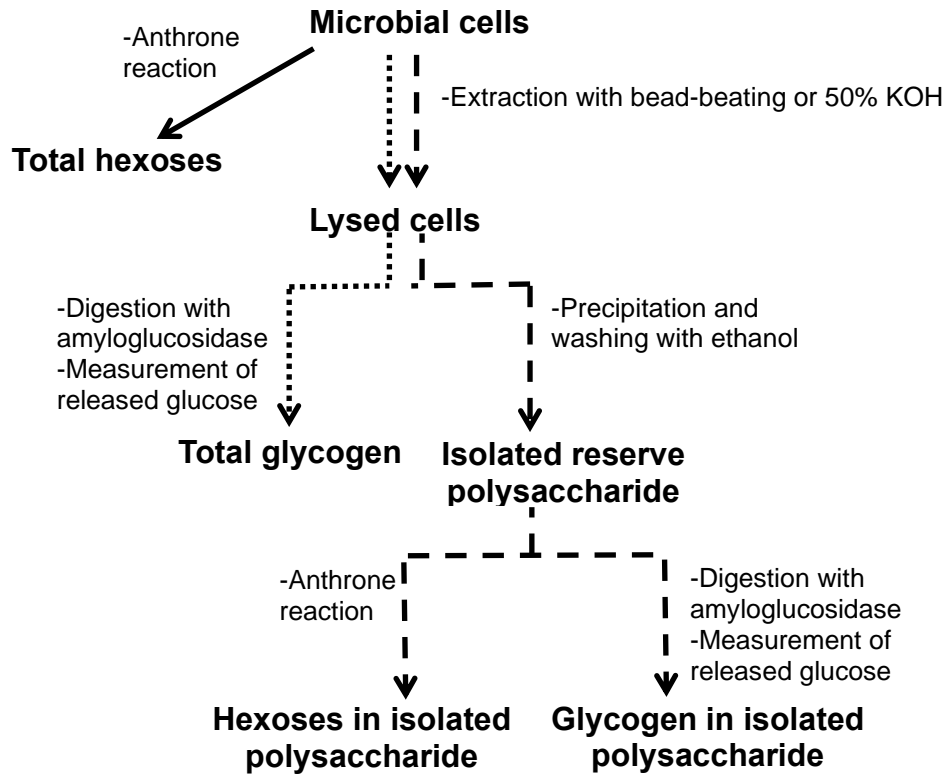 Microbial cells
-Anthrone
reaction
-Extraction with bead-beating or 50% KOH
Total hexoses
Lysed cells
-Digestion with
amyloglucosidase
-Measurement of
released glucose
-Precipitation and
washing with ethanol
Total glycogen
Isolated reserve
polysaccharide
-Anthrone
reaction
-Digestion with
amyloglucosidase
-Measurement of
released glucose
Hexoses in isolated
polysaccharide
Glycogen in isolated
polysaccharide